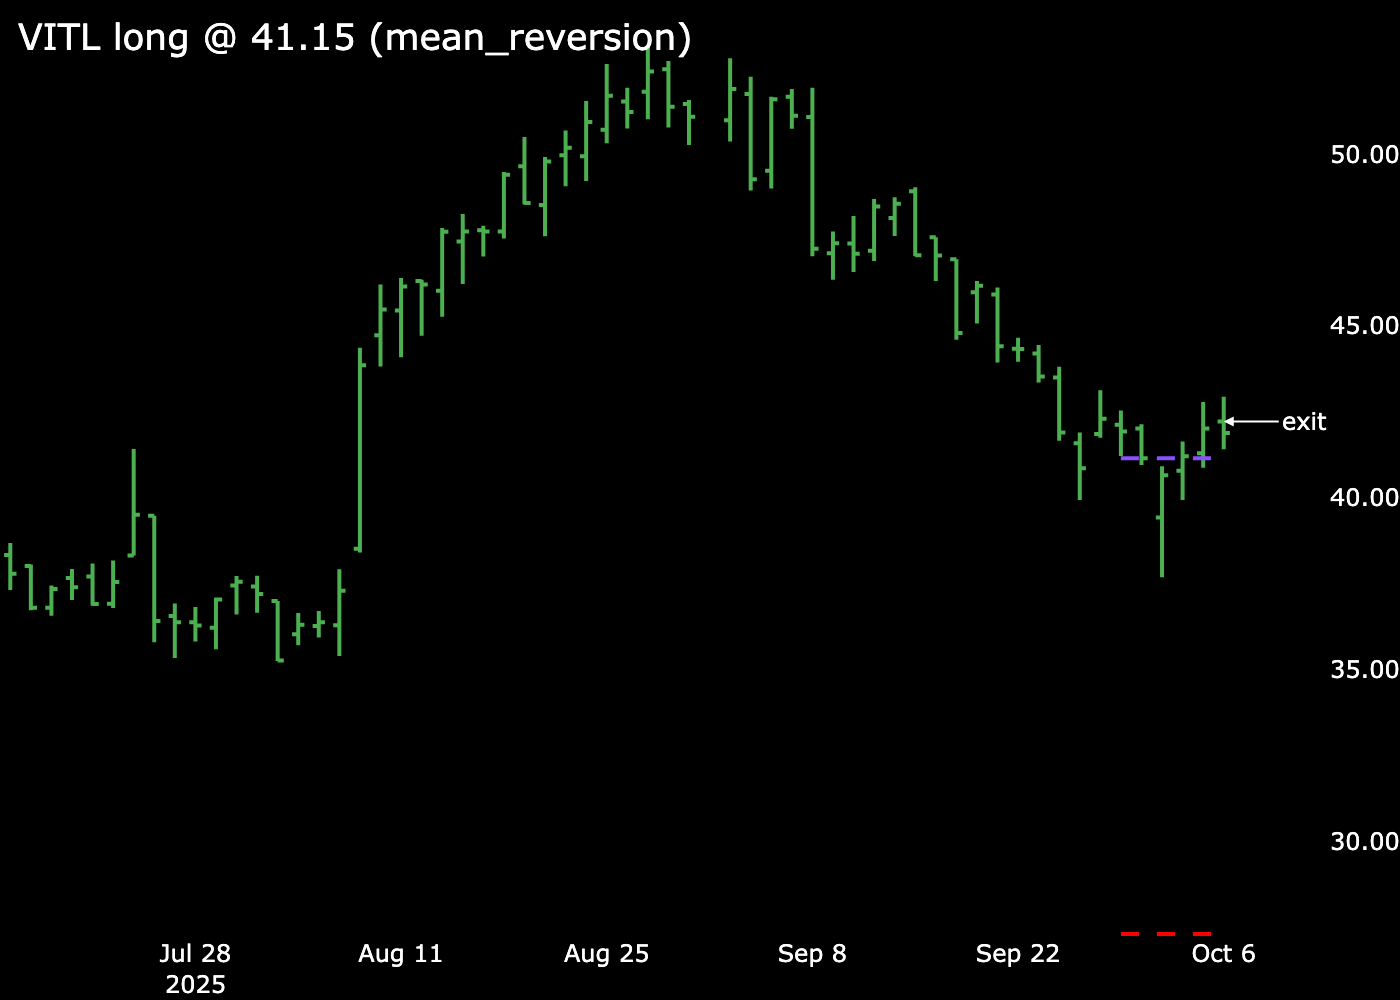 VITL long @ 41.15 (mean_reversion)
50.00
45.00
exit
40.00
35.00
30.00
Jul 28
2025
Aug 11
Aug 25
Sep 8
Sep 22
Oct 6